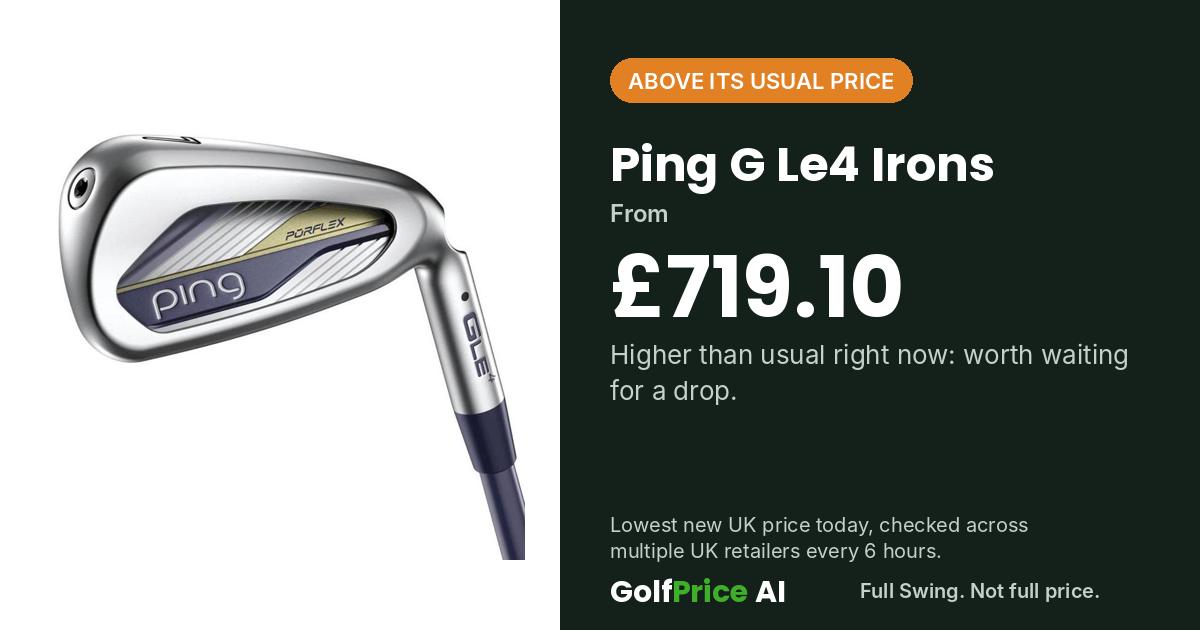 7
PORFLEX
ping
GLE4
ABOVE ITS USUAL PRICE
Ping G Le4 Irons
From
£719.10
Higher than usual right now: worth waiting
for a drop.
Lowest new UK price today, checked across
multiple UK retailers every 6 hours.
GolfPrice AI
Full Swing. Not full price.